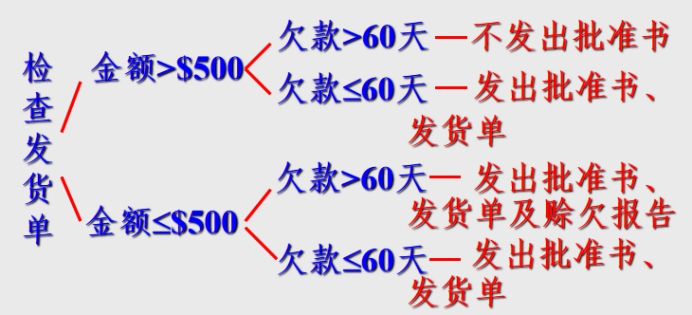 检查发货单
金额>$500
欠款>60天—不发出批准书
欠款≤60天—发出批准书、
发货单
金额≤$500
欠款>60天—发出批准书、
发货单及赊欠报告
欠款≤60天—发出批准书、
发货单